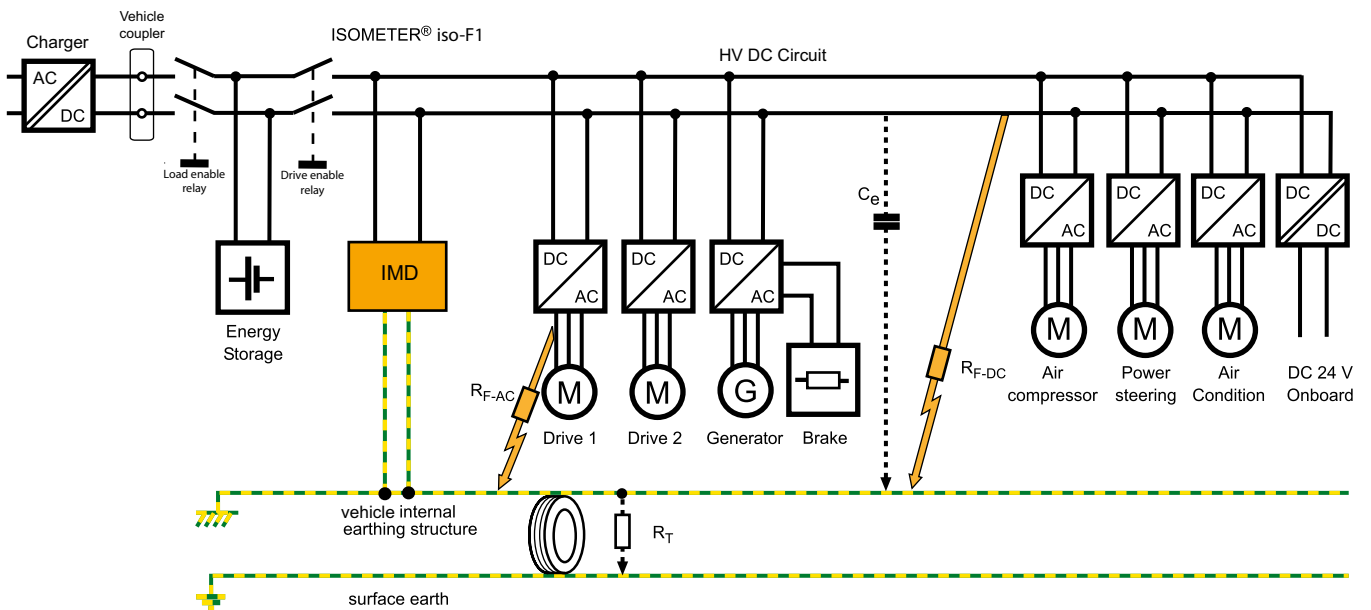 Vehicle
coupler
ISOMETER® iso-F1
Charger
HV DC Circuit
AC
DC
Load enable
relay
Drive enable
relay
IMD
Energy
Storage
DC
AC
DC
AC
DC
AC
Ce
DC
AC
DC
AC
DC
AC
DC
DC
RF-AC
M
M
G
Drive 1
Drive 2
Generator
Brake
RF-DC
M
M
M
Air
compressor
Power
steering
Air
Condition
DC 24 V
Onboard
vehicle internal
earthing structure
RT
surface earth